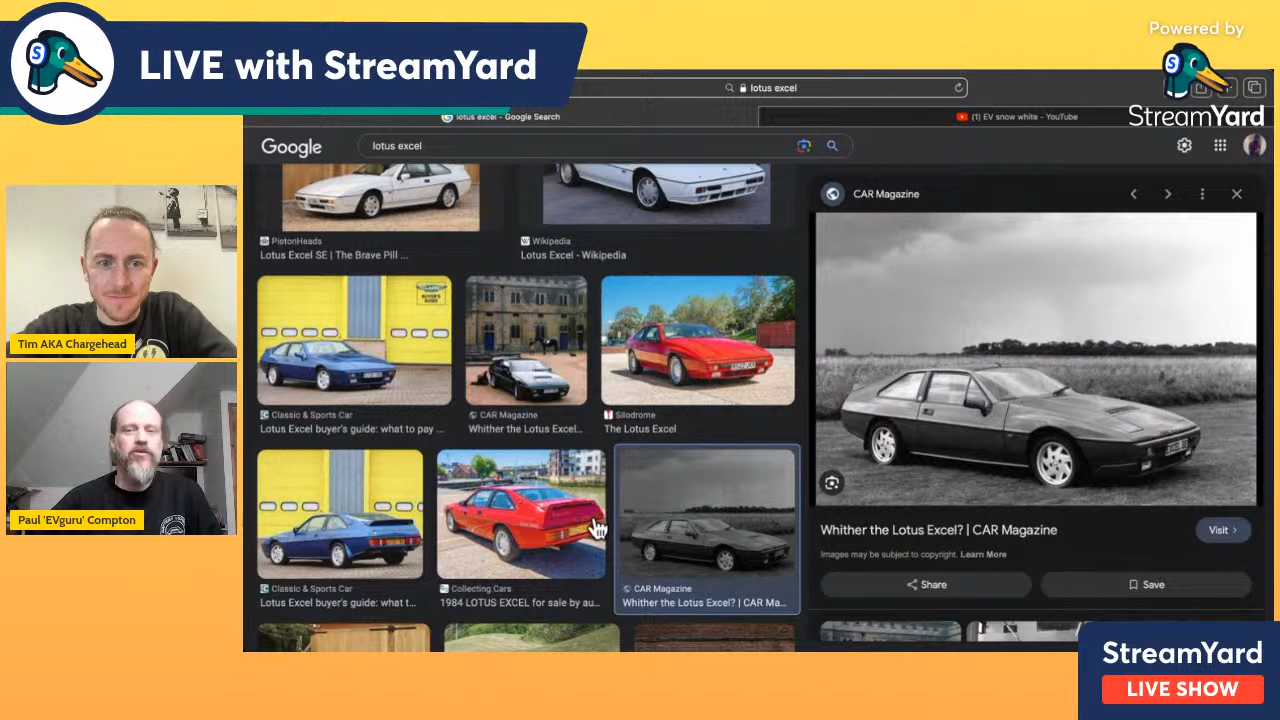 LIVE with StreamYard
Powered by
StreamYard
lotus excel
lotus excel - Google Search
(1) EV snow white - YouTube
Google
lotus excel
CAR Magazine
PistonHeads
Lotus Excel SE | The Brave Pill ...
Wikipedia
Lotus Excel - Wikipedia
Classic & Sports Car
Lotus Excel buyer's guide: what to pay ...
CAR Magazine
Whither the Lotus Excel...
Silodrome
The Lotus Excel
Classic & Sports Car
Lotus Excel buyer's guide: what t...
Collecting Cars
1984 LOTUS EXCEL for sale by au...
CAR Magazine
Whither the Lotus Excel? | CAR Ma...
Whither the Lotus Excel? | CAR Magazine
Visit
Images may be subject to copyright. Learn More
Share
Save
Tim AKA Chargehead
Paul 'EVguru' Compton
StreamYard
LIVE SHOW